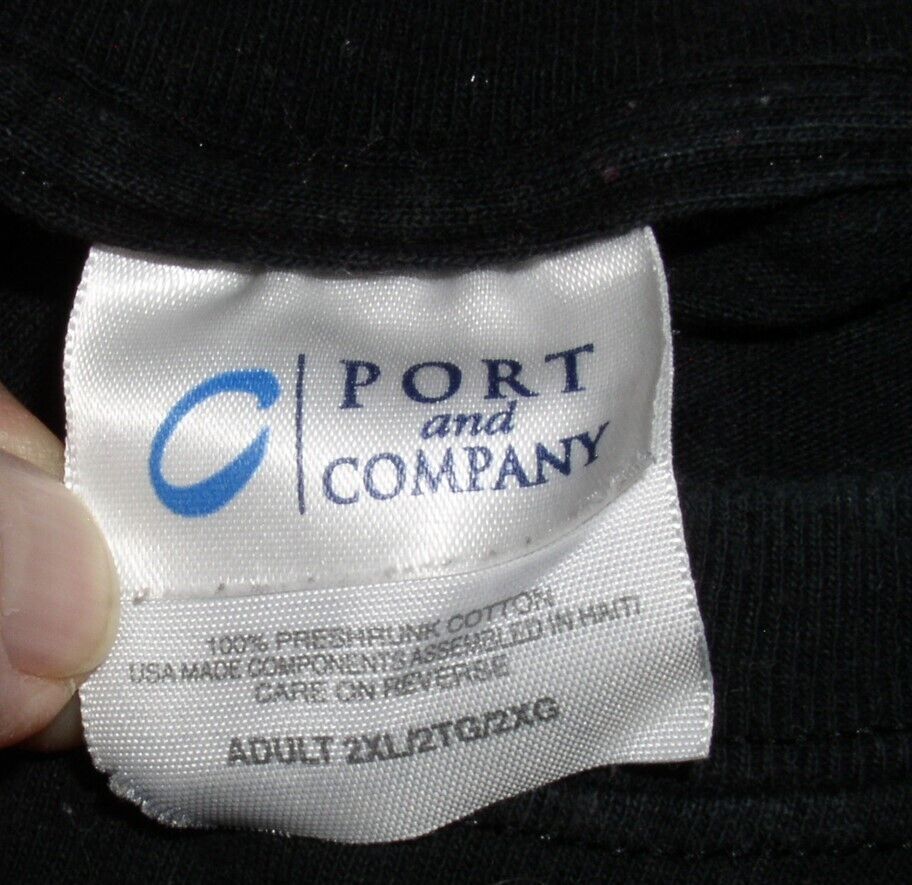 PORT
and
COMPANY
100% PRESHRUNK COTTON
USA MADE COMPONENTS ASSEMBLED IN HAITI
CARE ON REVERSE
ADULT 2XL/2TG/2XG